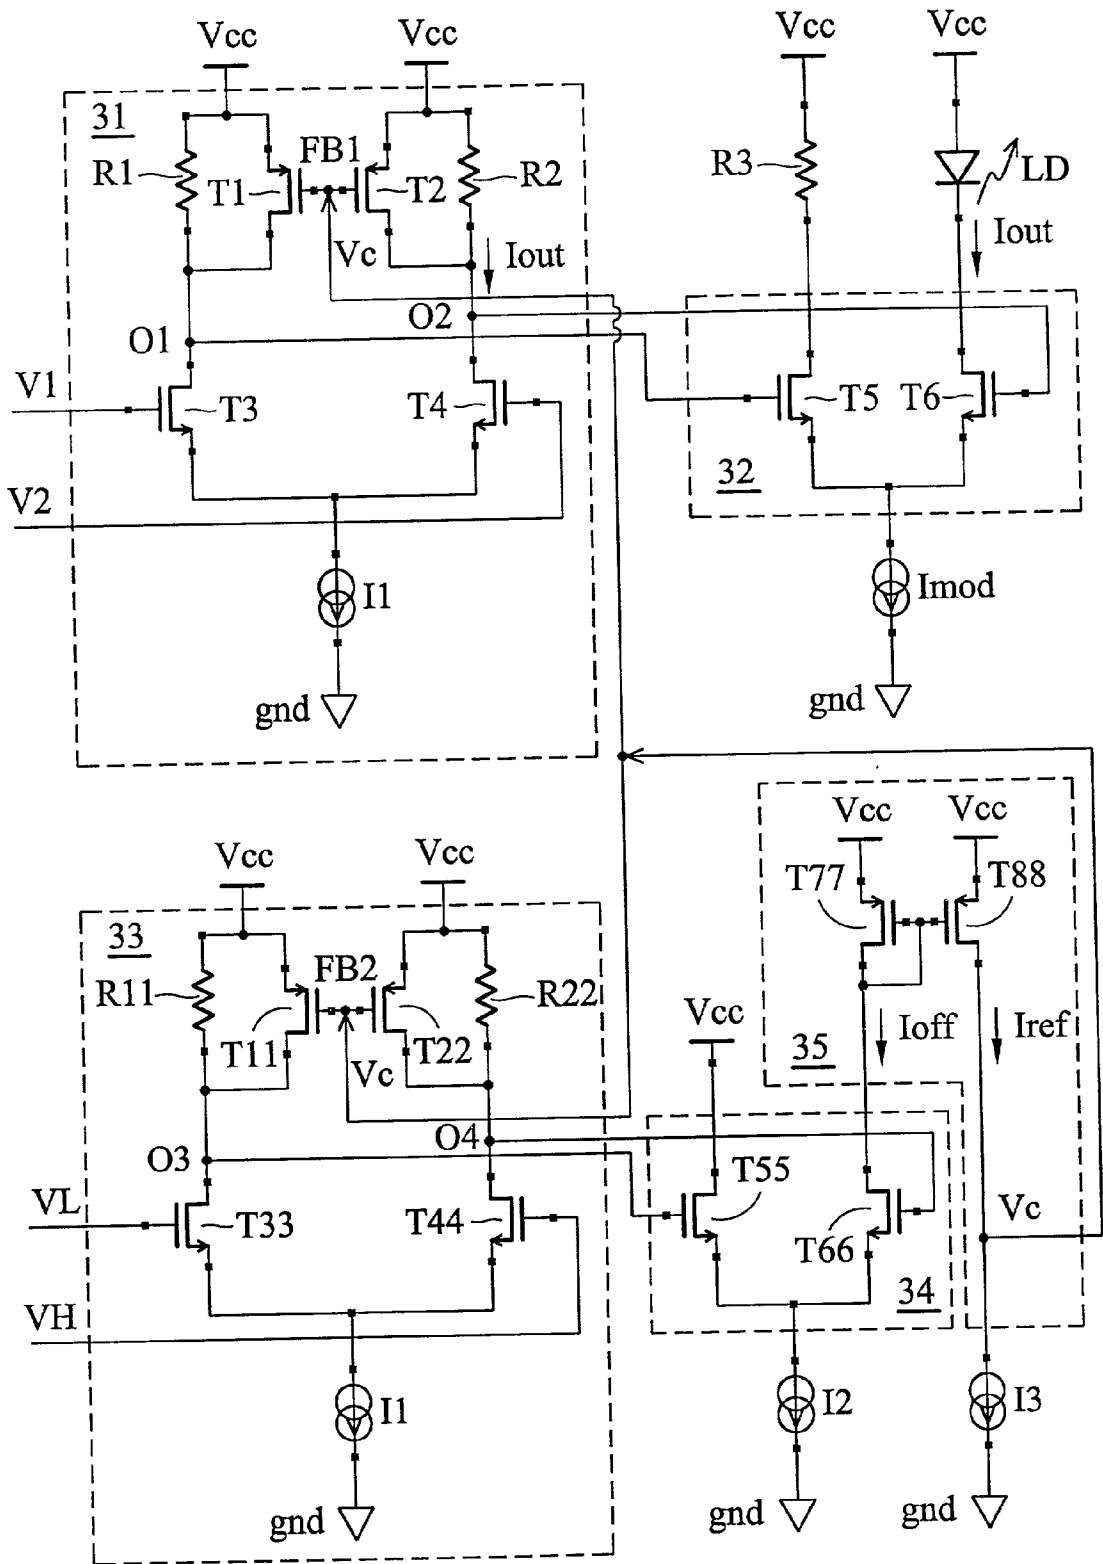 Vcc
Vcc
Vcc
Vcc
31
R1
T1
FB1
T2
R2
Vc
Iout
R3
LD
Iout
O1
O2
V1
T3
T4
V2
I1
gnd
T5
T6
32
Imod
gnd
Vcc
Vcc
33
R11
T11
FB2
T22
R22
Vc
O3
O4
VL
T33
T44
VH
I1
gnd
Vcc
Vcc
T77
T88
Vcc
35
Ioff
Iref
T55
T66
34
Vc
I2
I3
gnd
gnd